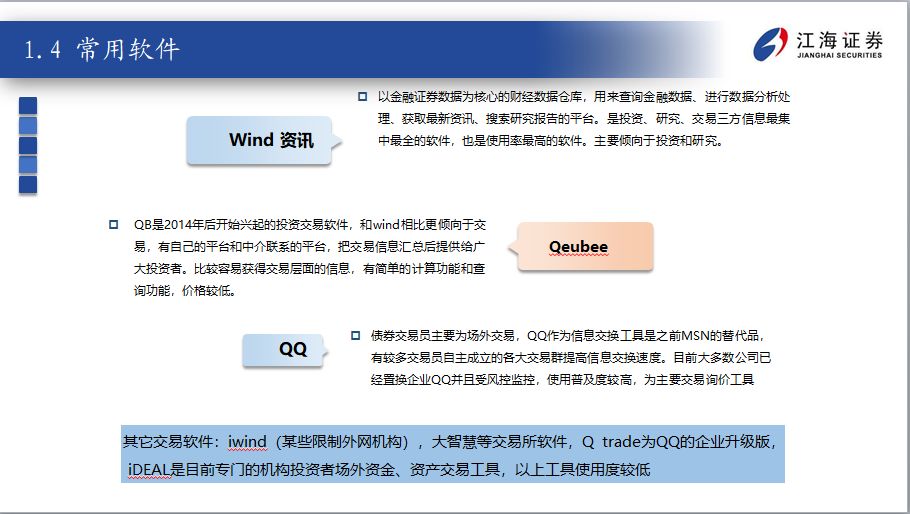 1.4 常用软件
江海证券
JIANGHAI SECURITIES
以金融证券数据为核心的财经数据仓库，用来查询金融数据、进行数据分析处
理、获取最新资讯、搜索研究报告的平台。是投资、研究、交易三方信息最集
中最全的软件，也是使用率最高的软件。主要倾向于投资和研究。
Wind 资讯
QB是2014年后开始兴起的投资交易软件，和wind相比更倾向于交
易，有自己的平台和中介联系的平台，把交易信息汇总后提供给广
大投资者。比较容易获得交易层面的信息，有简单的计算功能和查
询功能，价格较低。
Qeubee
QQ
债券交易员主要为场外交易，QQ作为信息交换工具是之前MSN的替代品，
有较多交易员自主成立的各大交易群提高信息交换速度。目前大多数公司已
经置换企业QQ并且受风控监控，使用普及度较高，为主要交易询价工具
其它交易软件：iwind（某些限制外网机构），大智慧等交易所软件，Q trade为QQ的企业升级版，
iDEAL是目前专门的机构投资者场外资金、资产交易工具，以上工具使用度较低